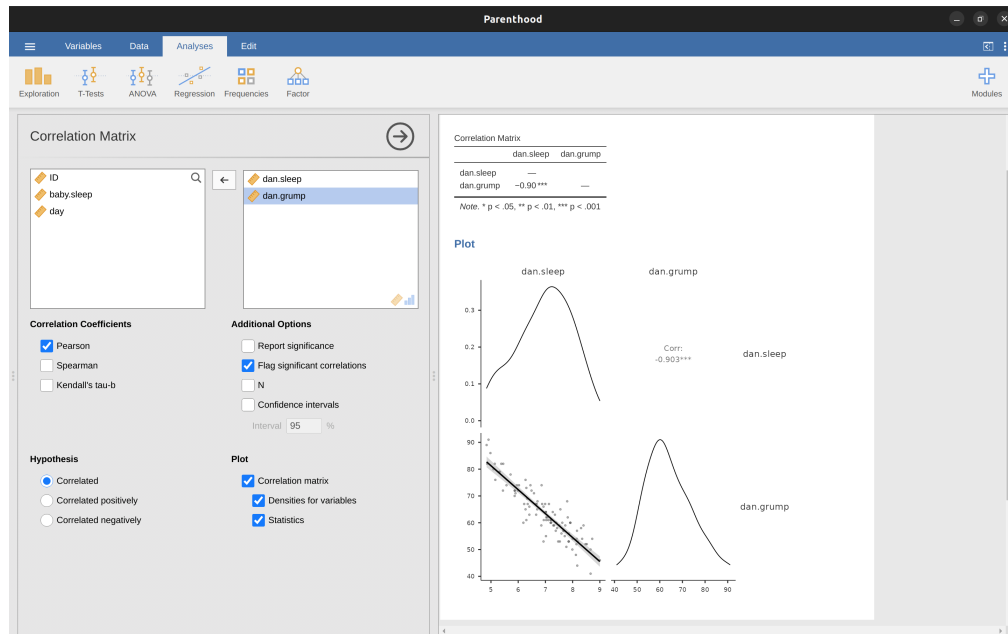 Parenthood
Variables Data Analyses Edit
Exploration T-Tests ANOVA Regression Frequencies Factor Modules
Correlation Matrix
ID
baby.sleep
day
dan.sleep
dan.grump
Correlation Coefficients
Pearson
Spearman
Kendall's tau-b
Additional Options
Report significance
Flag significant correlations
N
Confidence intervals
Interval 95 %
Hypothesis
Correlated
Correlated positively
Correlated negatively
Plot
Correlation matrix
Densities for variables
Statistics
Correlation Matrix
dan.sleep dan.grump
dan.sleep —
dan.grump −0.90 *** —
Note. * p < .05, ** p < .01, *** p < .001
Plot
dan.sleep dan.grump
0.3
0.2
0.1
0.0
Corr:
-0.903***
dan.sleep
90
80
70
60
50
40
dan.grump
5 6 7 8 9 40 50 60 70 80 90